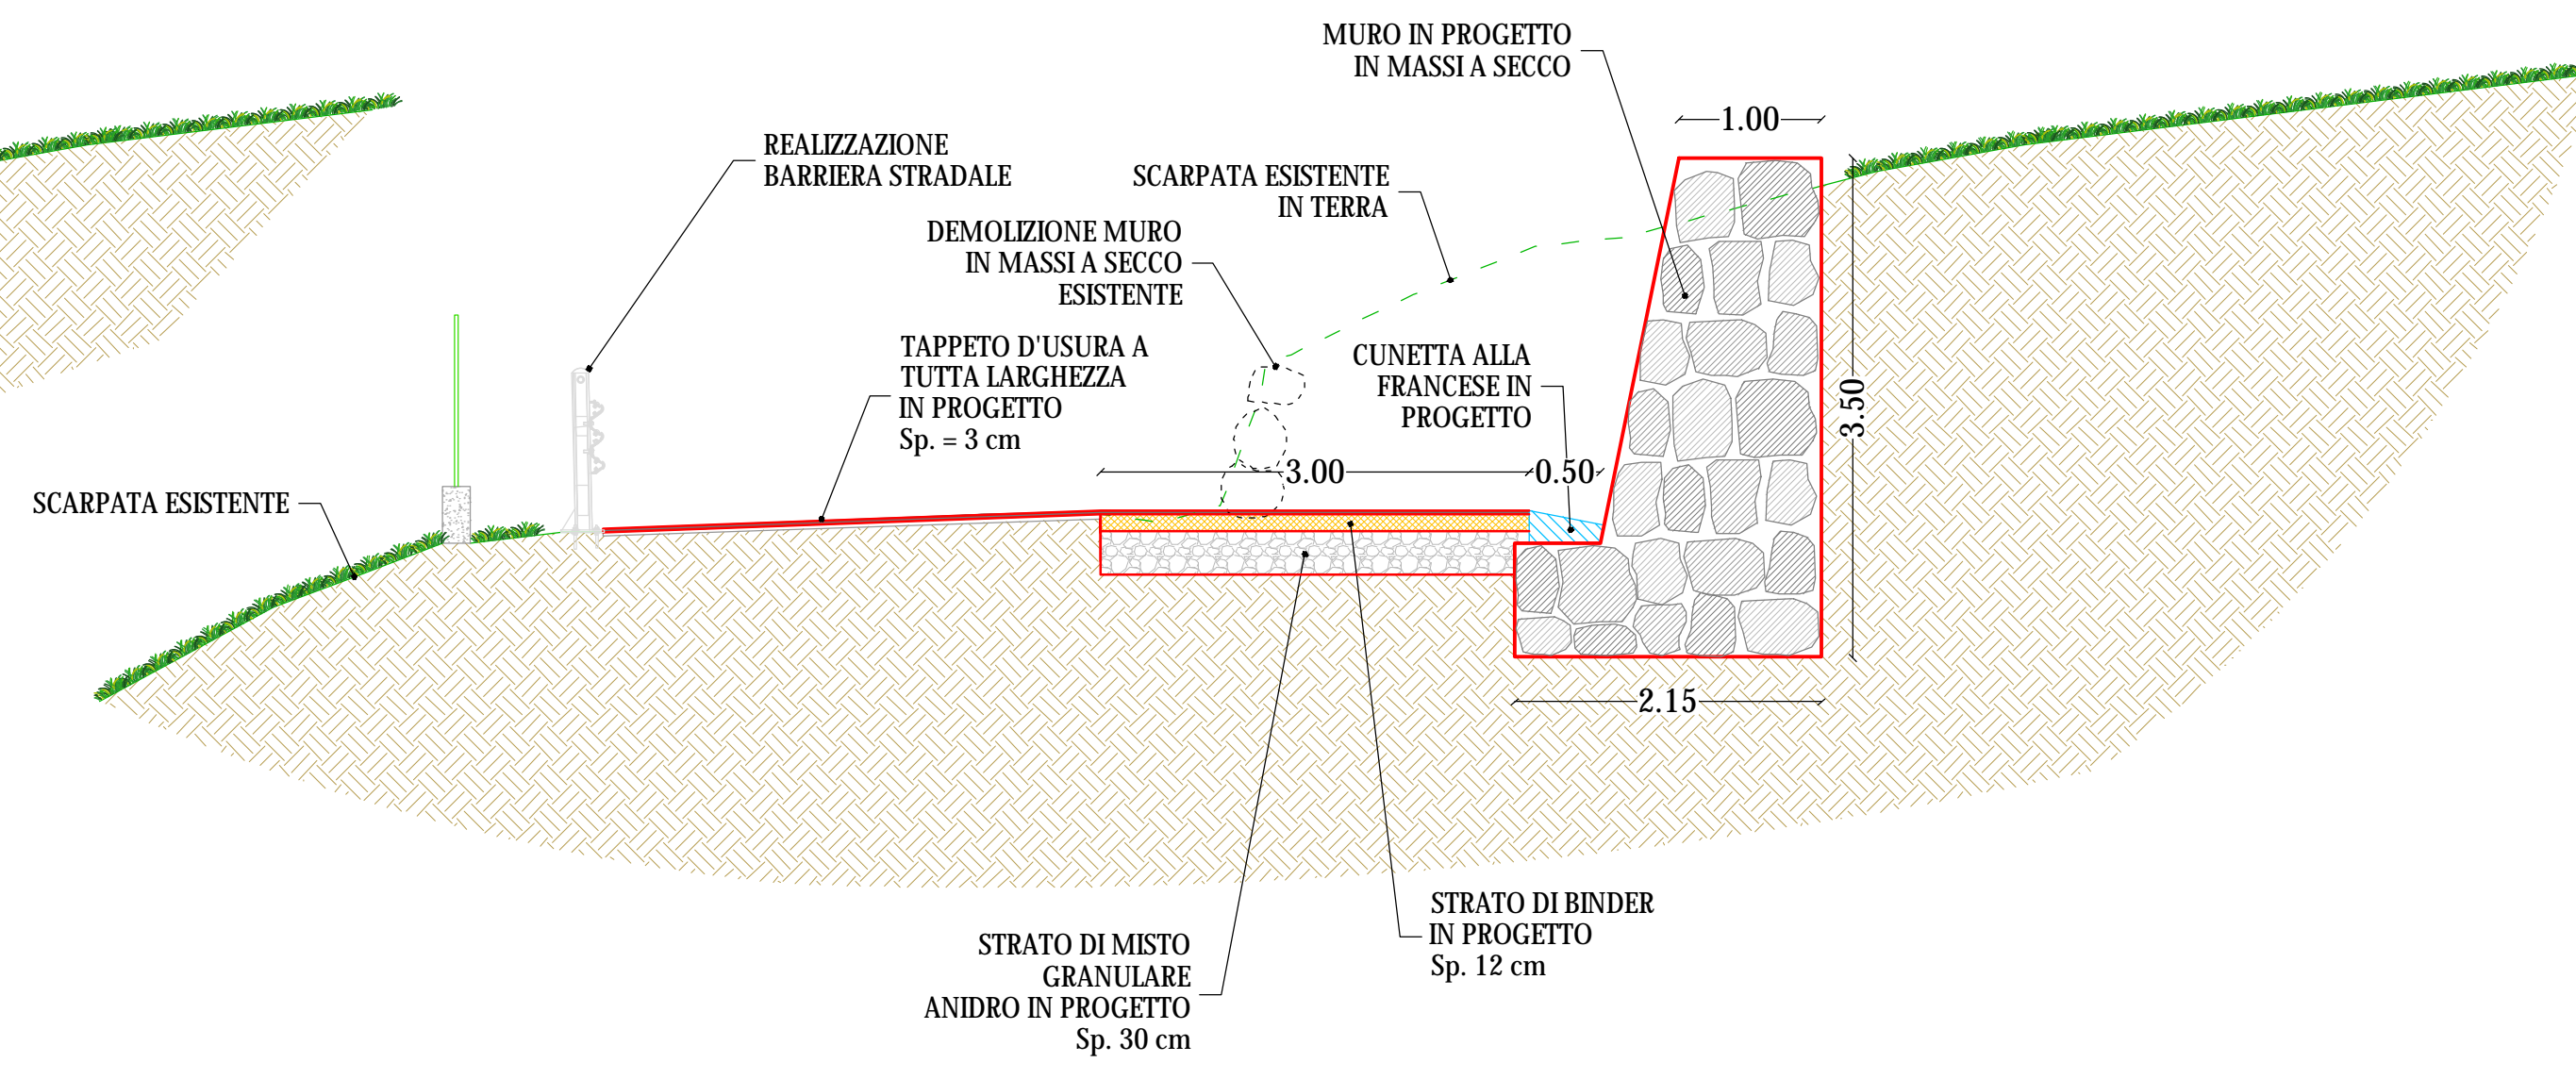 MURO IN PROGETTO
IN MASSI A SECCO
1.00
REALIZZAZIONE
BARRIERA STRADALE
SCARPATA ESISTENTE
IN TERRA
DEMOLIZIONE MURO
IN MASSI A SECCO
ESISTENTE
TAPPETO D'USURA A
TUTTA LARGHEZZA
IN PROGETTO
Sp. = 3 cm
CUNETTA ALLA
FRANCESE IN
PROGETTO
3.50
3.00
0.50
SCARPATA ESISTENTE
2.15
STRATO DI BINDER
IN PROGETTO
Sp. 12 cm
STRATO DI MISTO
GRANULARE
ANIDRO IN PROGETTO
Sp. 30 cm